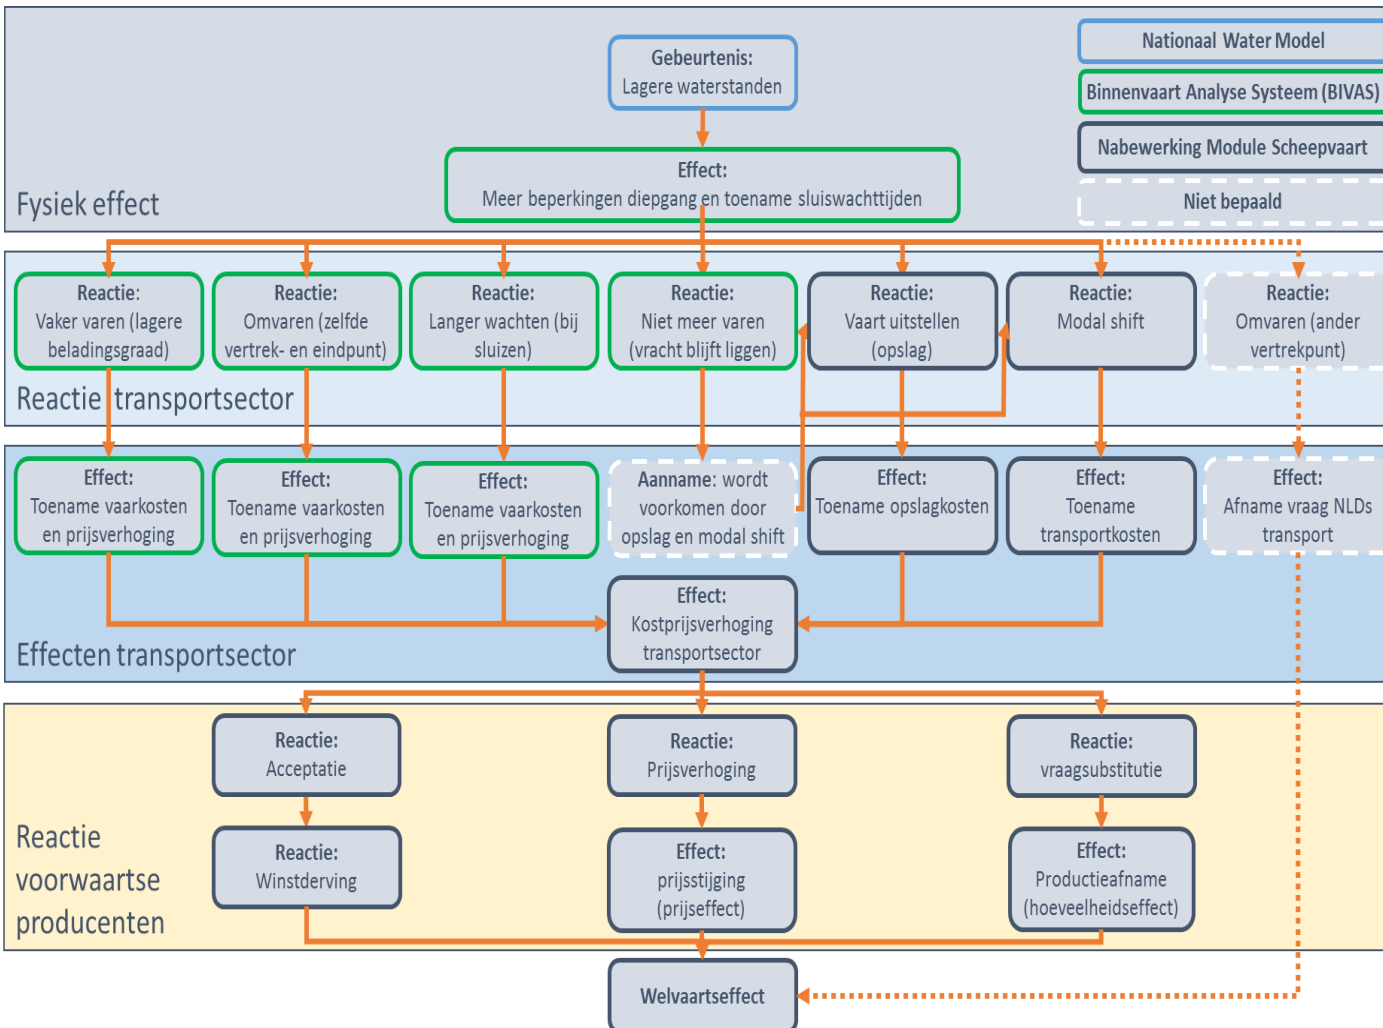 Nationaal Water Model
Binnenvaart Analyse Systeem (BIVAS)
Nabewerking Module Scheepvaart
Niet bepaald
Gebeurtenis:
Lagere waterstanden
Effect:
Meer beperkingen diepgang en toename sluiswachttijden
Fysiek effect
Reactie:
Vaker varen (lagere
beladingsgraad)
Reactie:
Omvaren (zelfde
vertrek- en eindpunt)
Reactie:
Langer wachten (bij
sluizen)
Reactie:
Niet meer varen
(vracht blijft liggen)
Reactie:
Vaart uitstellen
(opslag)
Reactie:
Modal shift
Reactie:
Omvaren (ander
vertrekpunt)
Reactie transportsector
Effect:
Toename vaarkosten
en prijsverhoging
Effect:
Toename vaarkosten
en prijsverhoging
Effect:
Toename vaarkosten
en prijsverhoging
Aanname: wordt
voorkomen door
opslag en modal shift
Effect:
Toename opslagkosten
Effect:
Toename
transportkosten
Effect:
Afname vraag NLDs
transport
Effect:
Kostprijsverhoging
transportsector
Effecten transportsector
Reactie:
Acceptatie
Reactie:
Prijsverhoging
Reactie:
vraagsubstitutie
Reactie:
Winstderving
Effect:
prijsstijging
(prijseffect)
Effect:
Productieafname
(hoeveelheidseffect)
Reactie
voorwaartse
producenten
Welvaartseffect